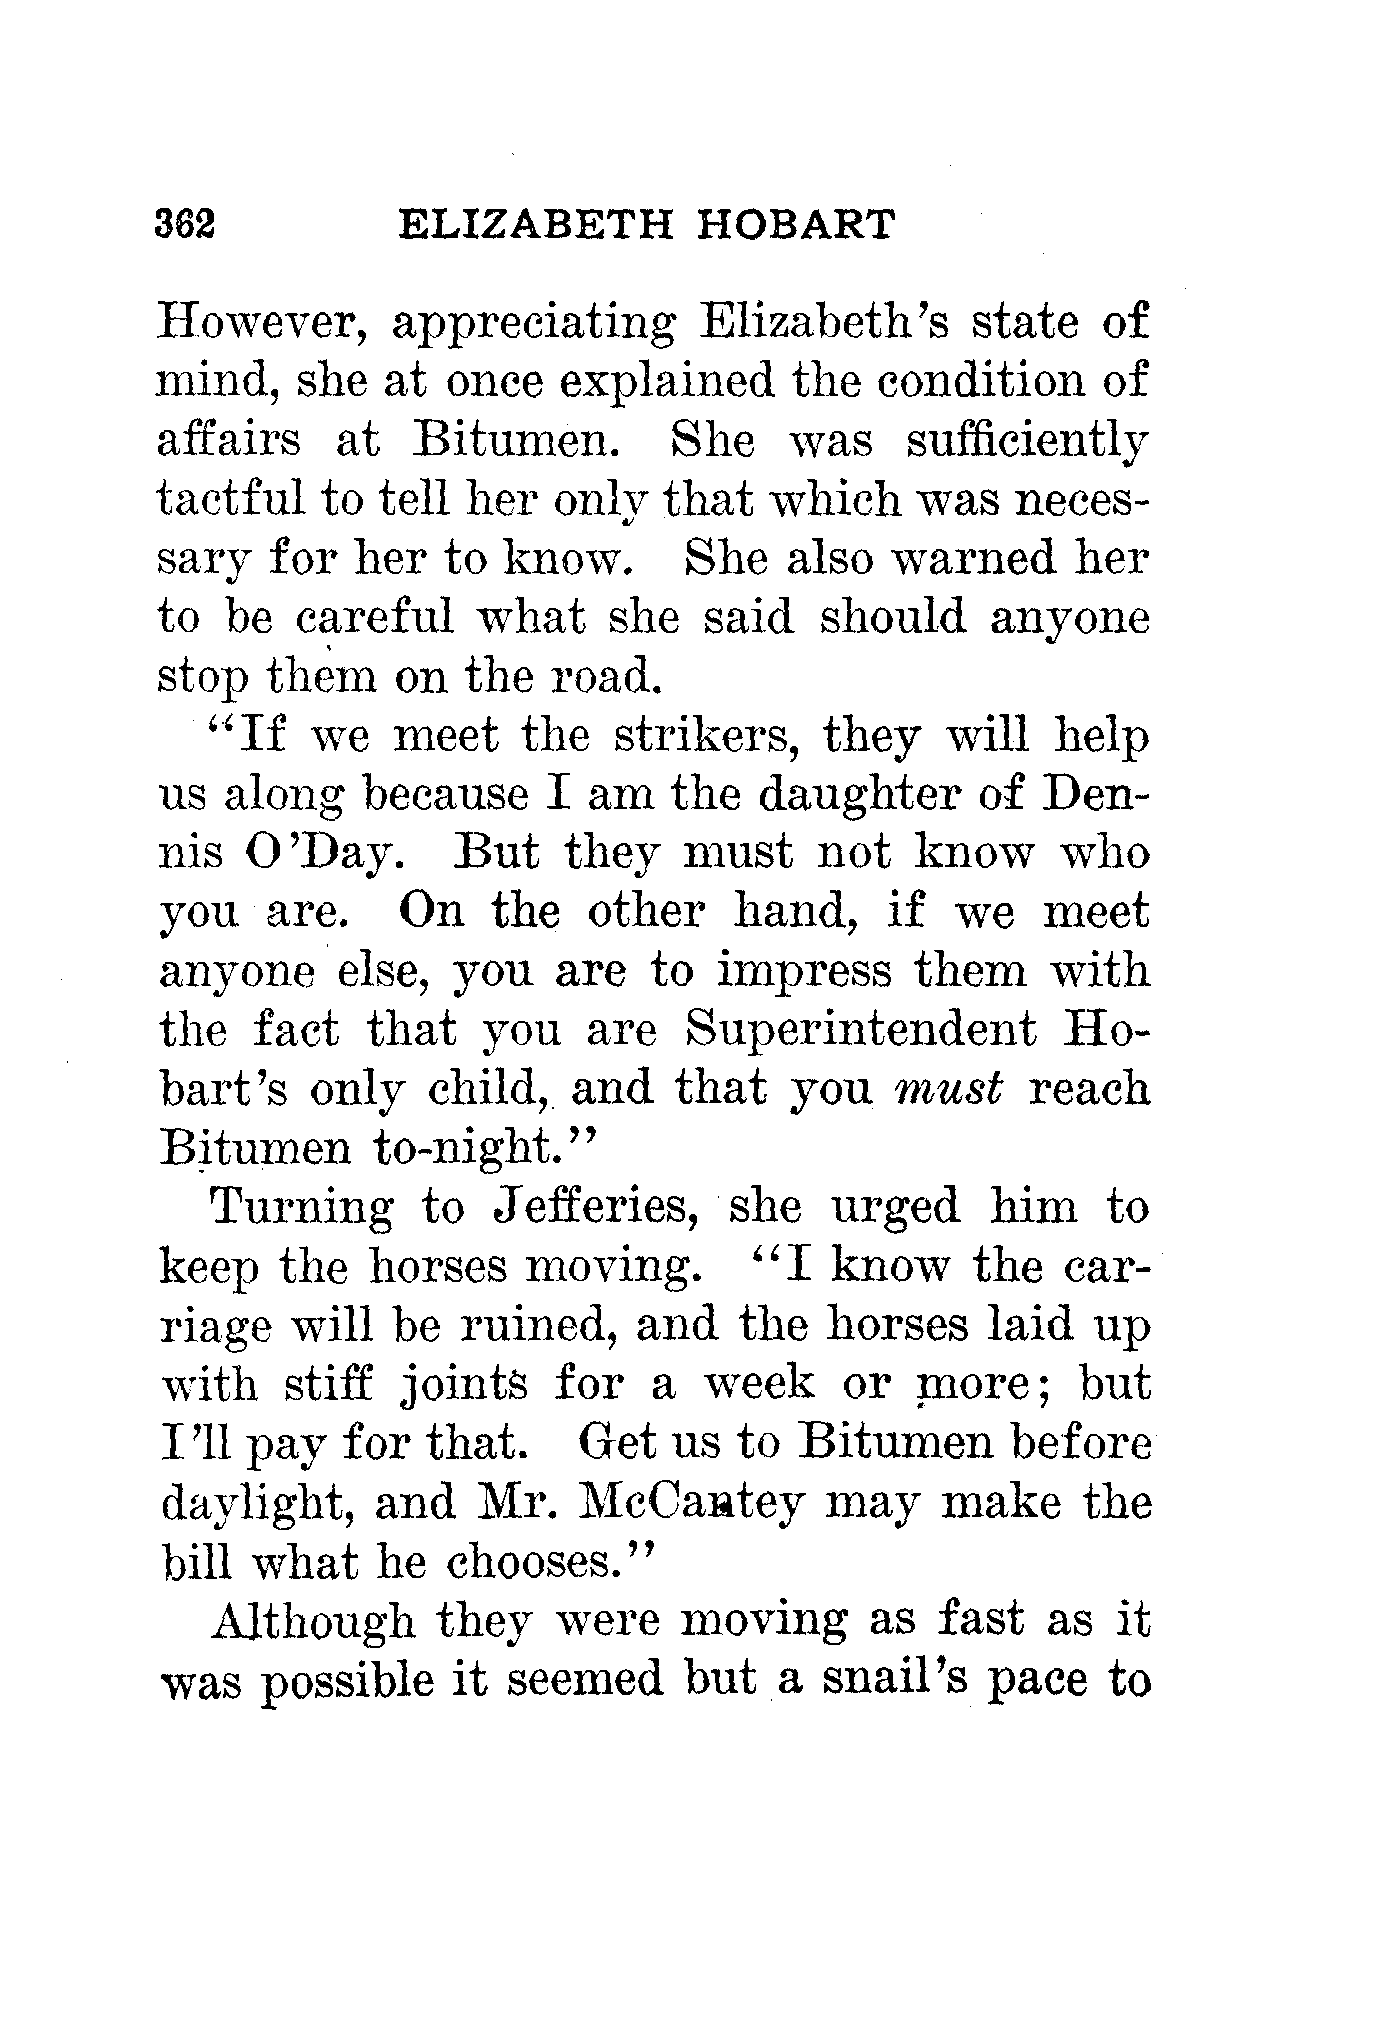 362 ELIZABETH HOBART
However, appreciating Elizabeth's state of
mind, she at once explained the condition of
affairs at Bitumen. She was sufficiently
tactful to tell her only that which was neces-
sary for her to know. She also warned her
to be careful what she said should anyone
stop them on the road.
"If we meet the strikers, they will help
us along because I am the daughter of Den-
nis O'Day. But they must not know who
you are. On the other hand, if we meet
anyone else, you are to impress them with
the fact that you are Superintendent Ho-
bart's only child, and that you must reach
Bitumen to-night."
Turning to Jefferies, she urged him to
keep the horses moving. "I know the car-
riage will be ruined, and the horses laid up
with stiff joints for a week or more; but
I'll pay for that. Get us to Bitumen before
daylight, and Mr. McCantey may make the
bill what he chooses."
Although they were moving as fast as it
was possible it seemed but a snail's pace to